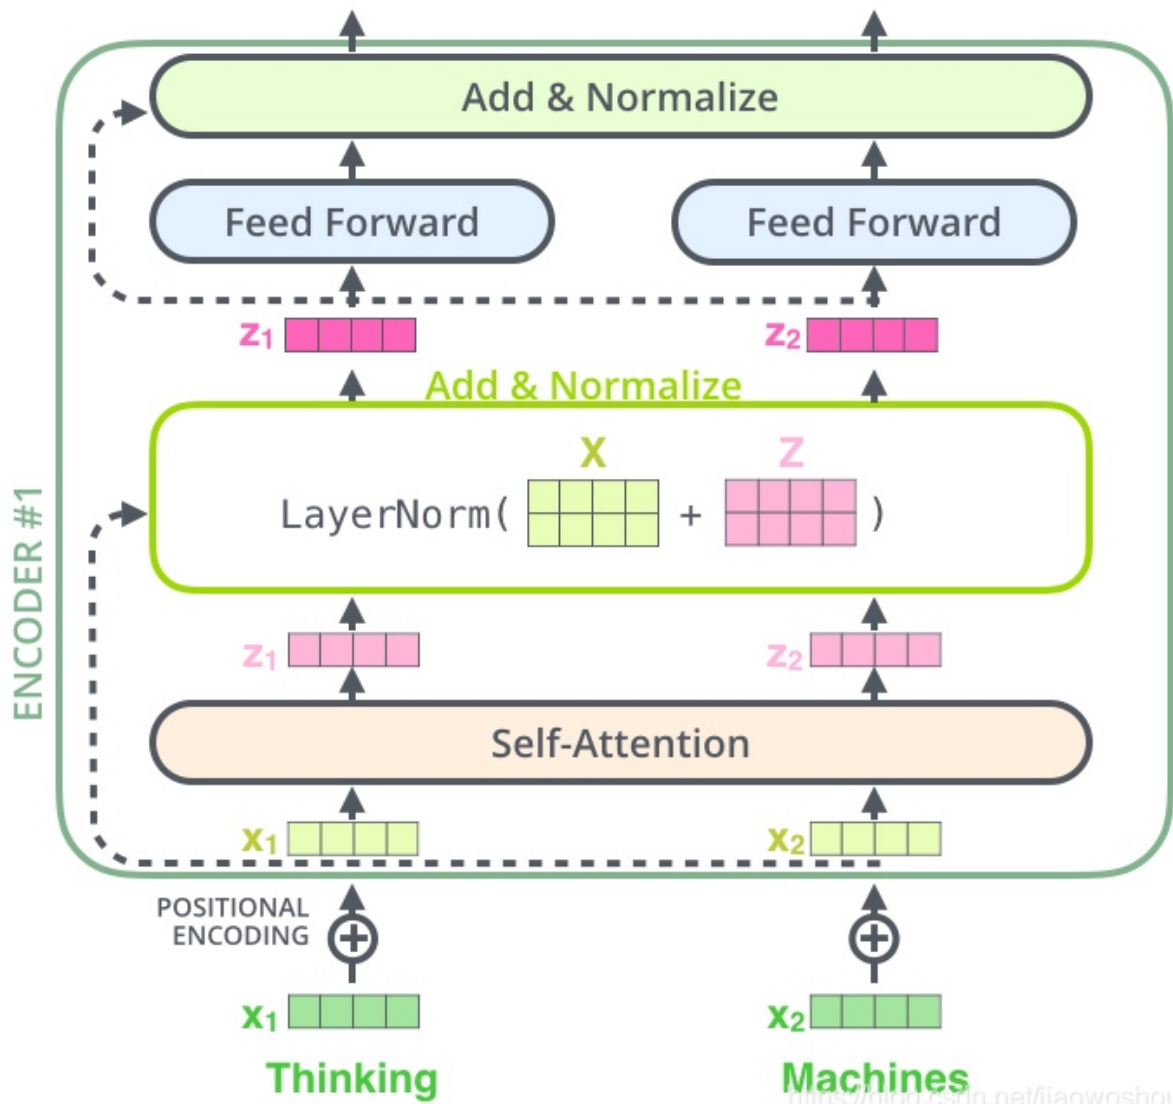 Add & Normalize
Feed Forward Feed Forward
z1 z2
Add & Normalize
X Z
LayerNorm( + )
ENCODER #1
z1 z2
Self-Attention
x1 x2
POSITIONAL
ENCODING
x1 x2
Thinking Machines